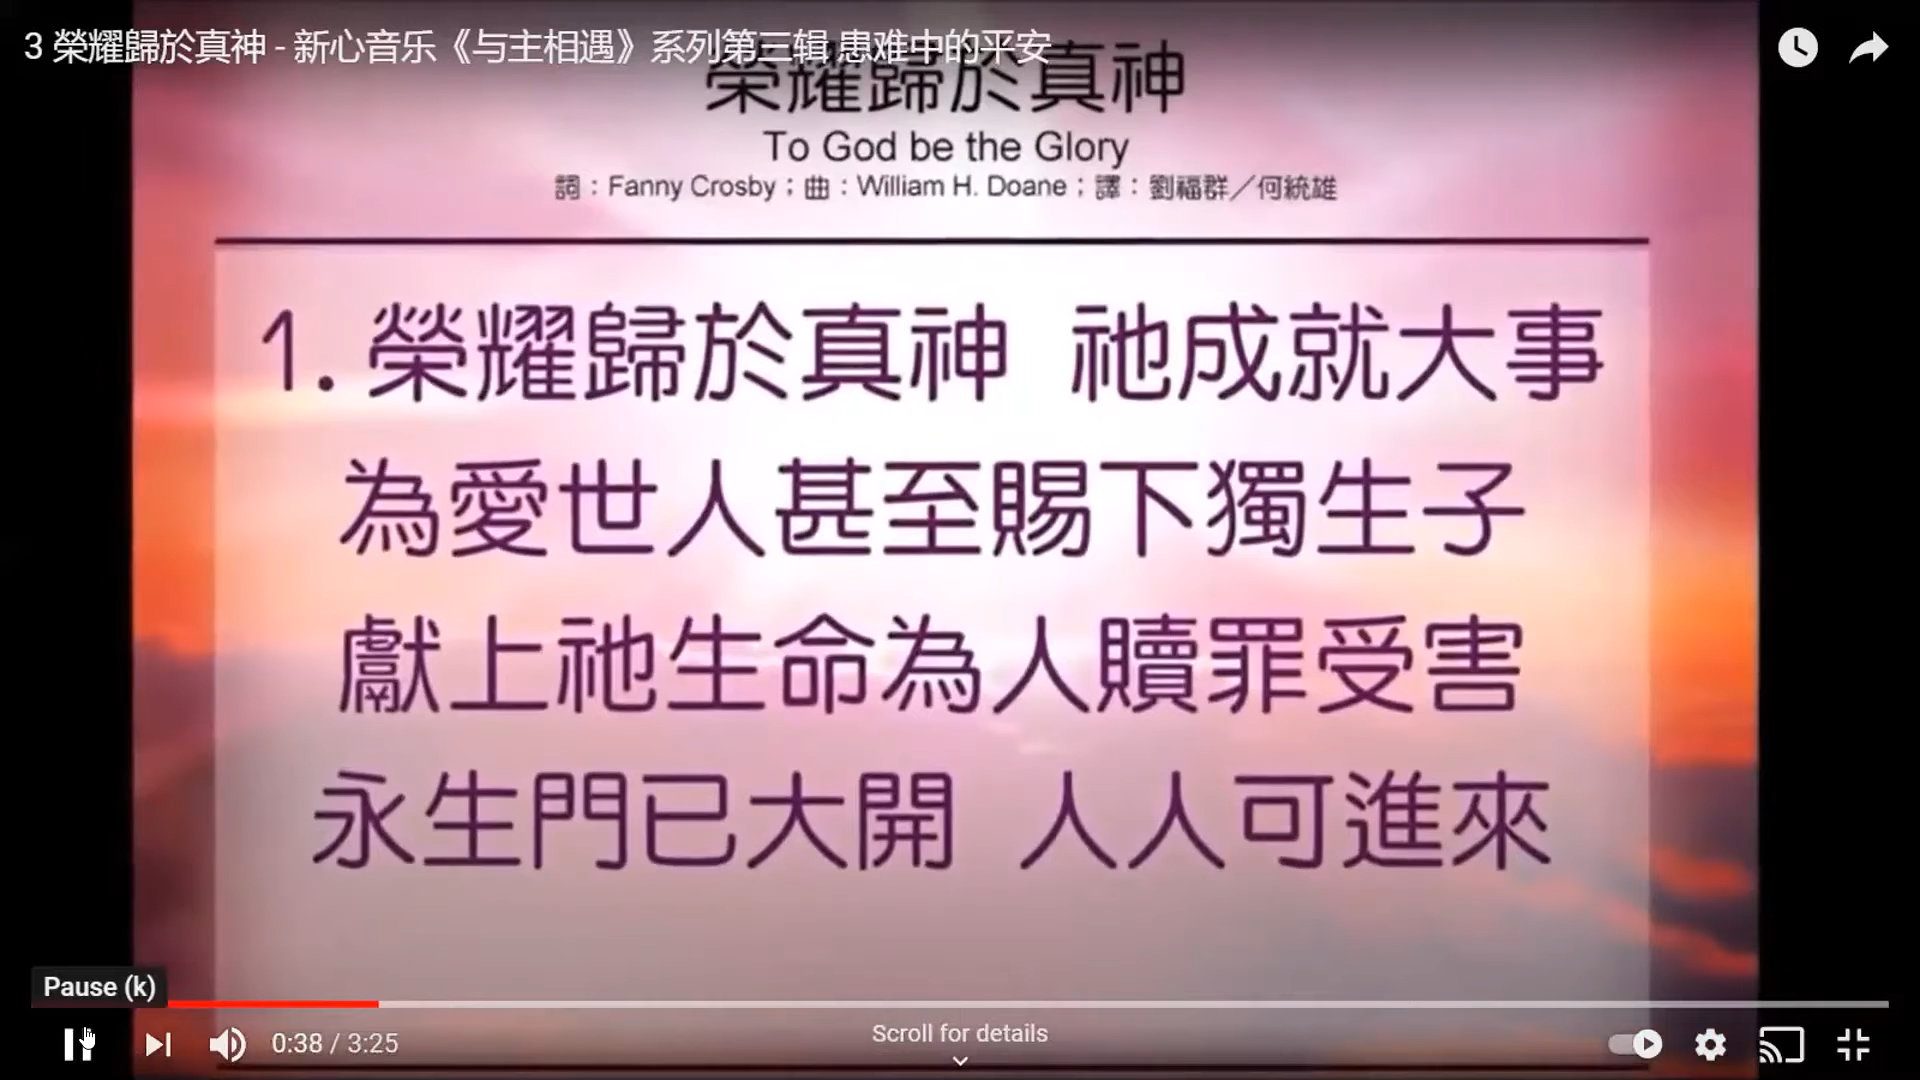 3 榮耀歸於真神 - 新心音乐《与主相遇》系列第三辑 患难中的平安
榮耀歸於真神
To God be the Glory
詞：Fanny Crosby；曲：William H. Doane；譯：劉福群／何統雄
1. 榮耀歸於真神 祂成就大事
為愛世人甚至賜下獨生子
獻上祂生命為人贖罪受害
永生門已大開 人人可進來
Pause (k)
0:38 / 3:25
Scroll for details